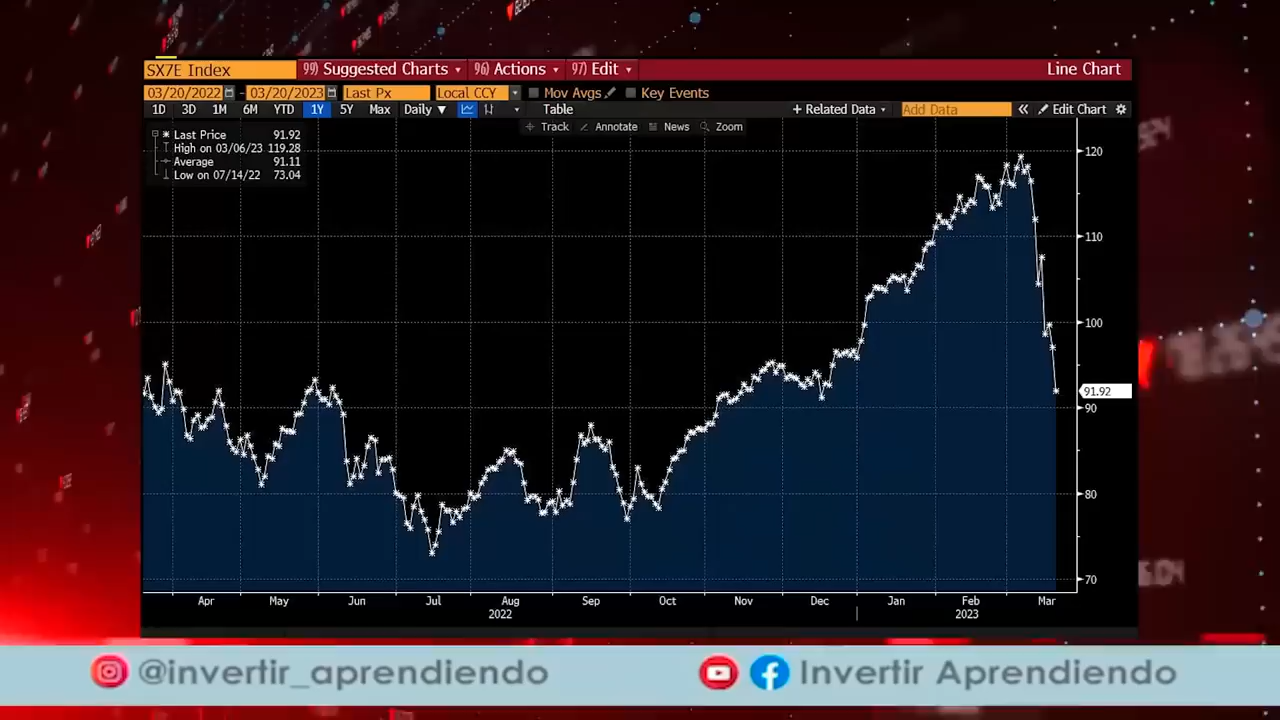 SX7E Index 99) Suggested Charts 96) Actions 97) Edit Line Chart
03/20/2022 - 03/20/2023 Last Px Local CCY Mov Avgs Key Events
1D 3D 1M 6M YTD 1Y 5Y Max Daily ▼ Table + Related Data Add Data « Edit Chart
Track Annotate News Zoom
Last Price 91.92
High on 03/06/23 119.28
Average 91.11
Low on 07/14/22 73.04
120
110
100
91.92
90
80
70
Apr May Jun Jul Aug Sep Oct Nov Dec Jan Feb Mar
2022 2023
@invertir_aprendiendo Invertir Aprendiendo